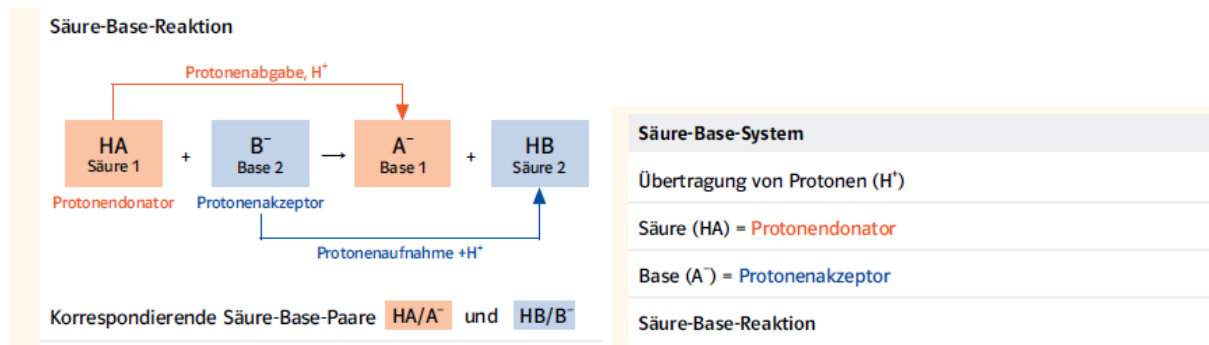 Säure-Base-Reaktion
Protonenabgabe, H⁺
HA + B⁻ → A⁻ + HB
Säure 1 Base 2 Base 1 Säure 2
Protonendonator Protonenakzeptor
Protonenaufnahme +H⁺
Korrespondierende Säure-Base-Paare HA/A⁻ und HB/B⁻
Säure-Base-System
Übertragung von Protonen (H⁺)
Säure (HA) = Protonendonator
Base (A⁻) = Protonenakzeptor
Säure-Base-Reaktion